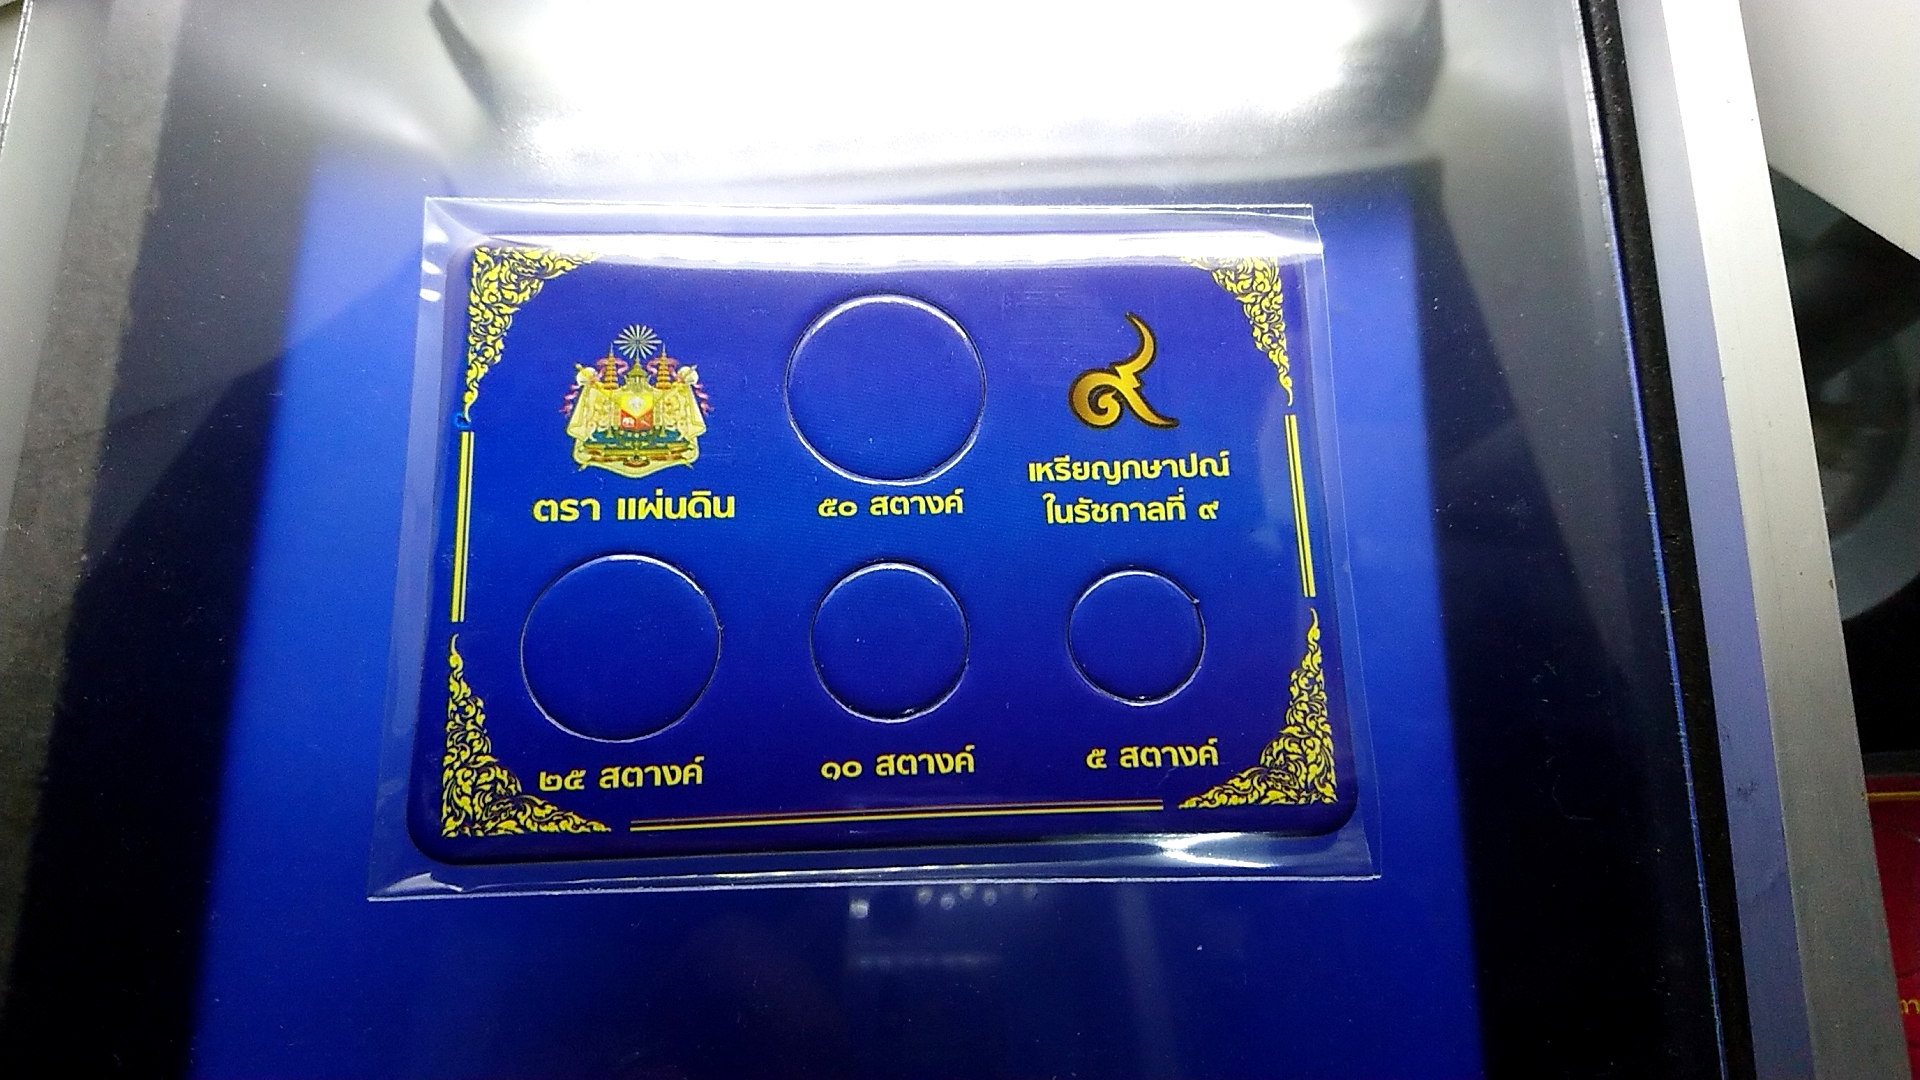 ๙
ตรา แผ่นดิน
๕๐ สตางค์
เหรียญกษาปณ์
ในรัชกาลที่ ๙
๒๕ สตางค์
๑๐ สตางค์
๕ สตางค์